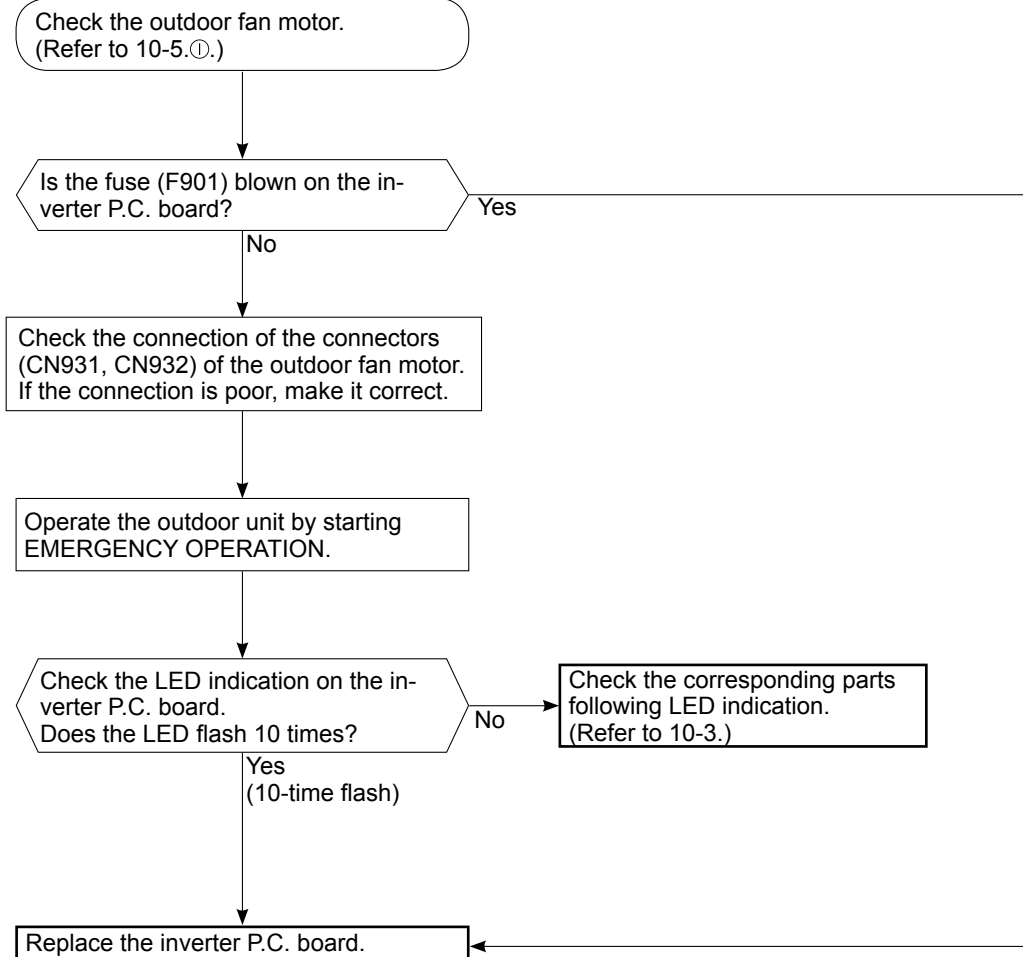 Check the outdoor fan motor.
(Refer to 10-5.Ⓘ.)
Is the fuse (F901) blown on the in-
verter P.C. board?
Yes
No
Check the connection of the connectors
(CN931, CN932) of the outdoor fan motor.
If the connection is poor, make it correct.
Operate the outdoor unit by starting
EMERGENCY OPERATION.
Check the LED indication on the in-
verter P.C. board.
Does the LED flash 10 times?
No
Check the corresponding parts
following LED indication.
(Refer to 10-3.)
Yes
(10-time flash)
Replace the inverter P.C. board.